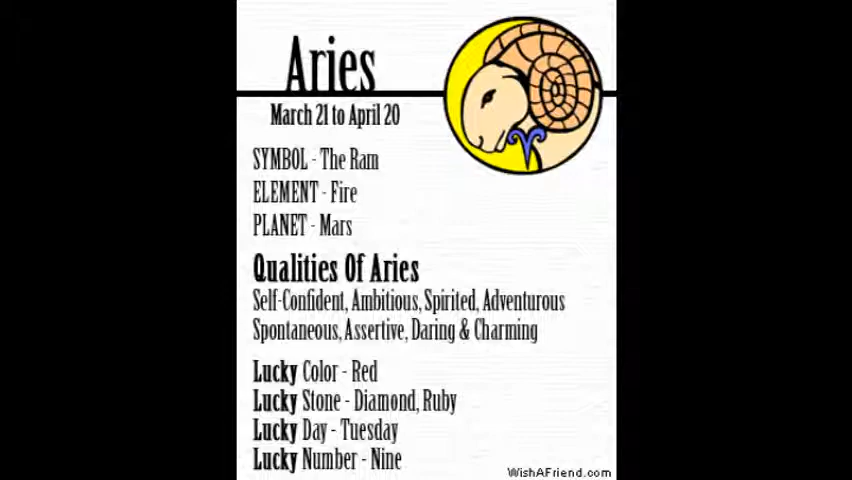 Aries
March 21 to April 20
SYMBOL - The Ram
ELEMENT - Fire
PLANET - Mars
Qualities Of Aries
Self-Confident, Ambitious, Spirited, Adventurous
Spontaneous, Assertive, Daring & Charming
Lucky Color - Red
Lucky Stone - Diamond, Ruby
Lucky Day - Tuesday
Lucky Number - Nine
WishAFriend.com